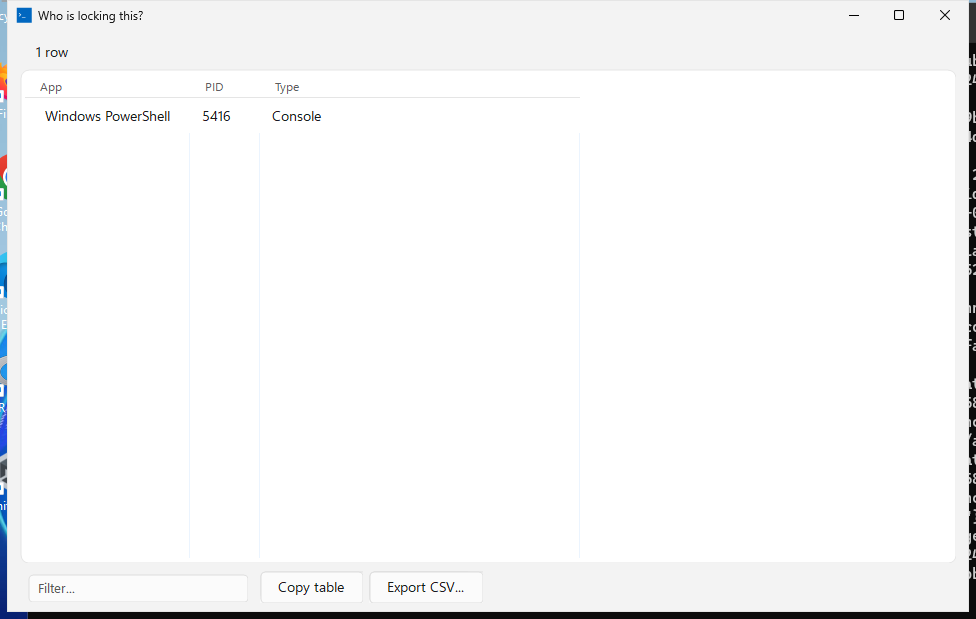 Who is locking this?
1 row
App PID Type
Windows PowerShell 5416 Console
Filter...
Copy table
Export CSV...